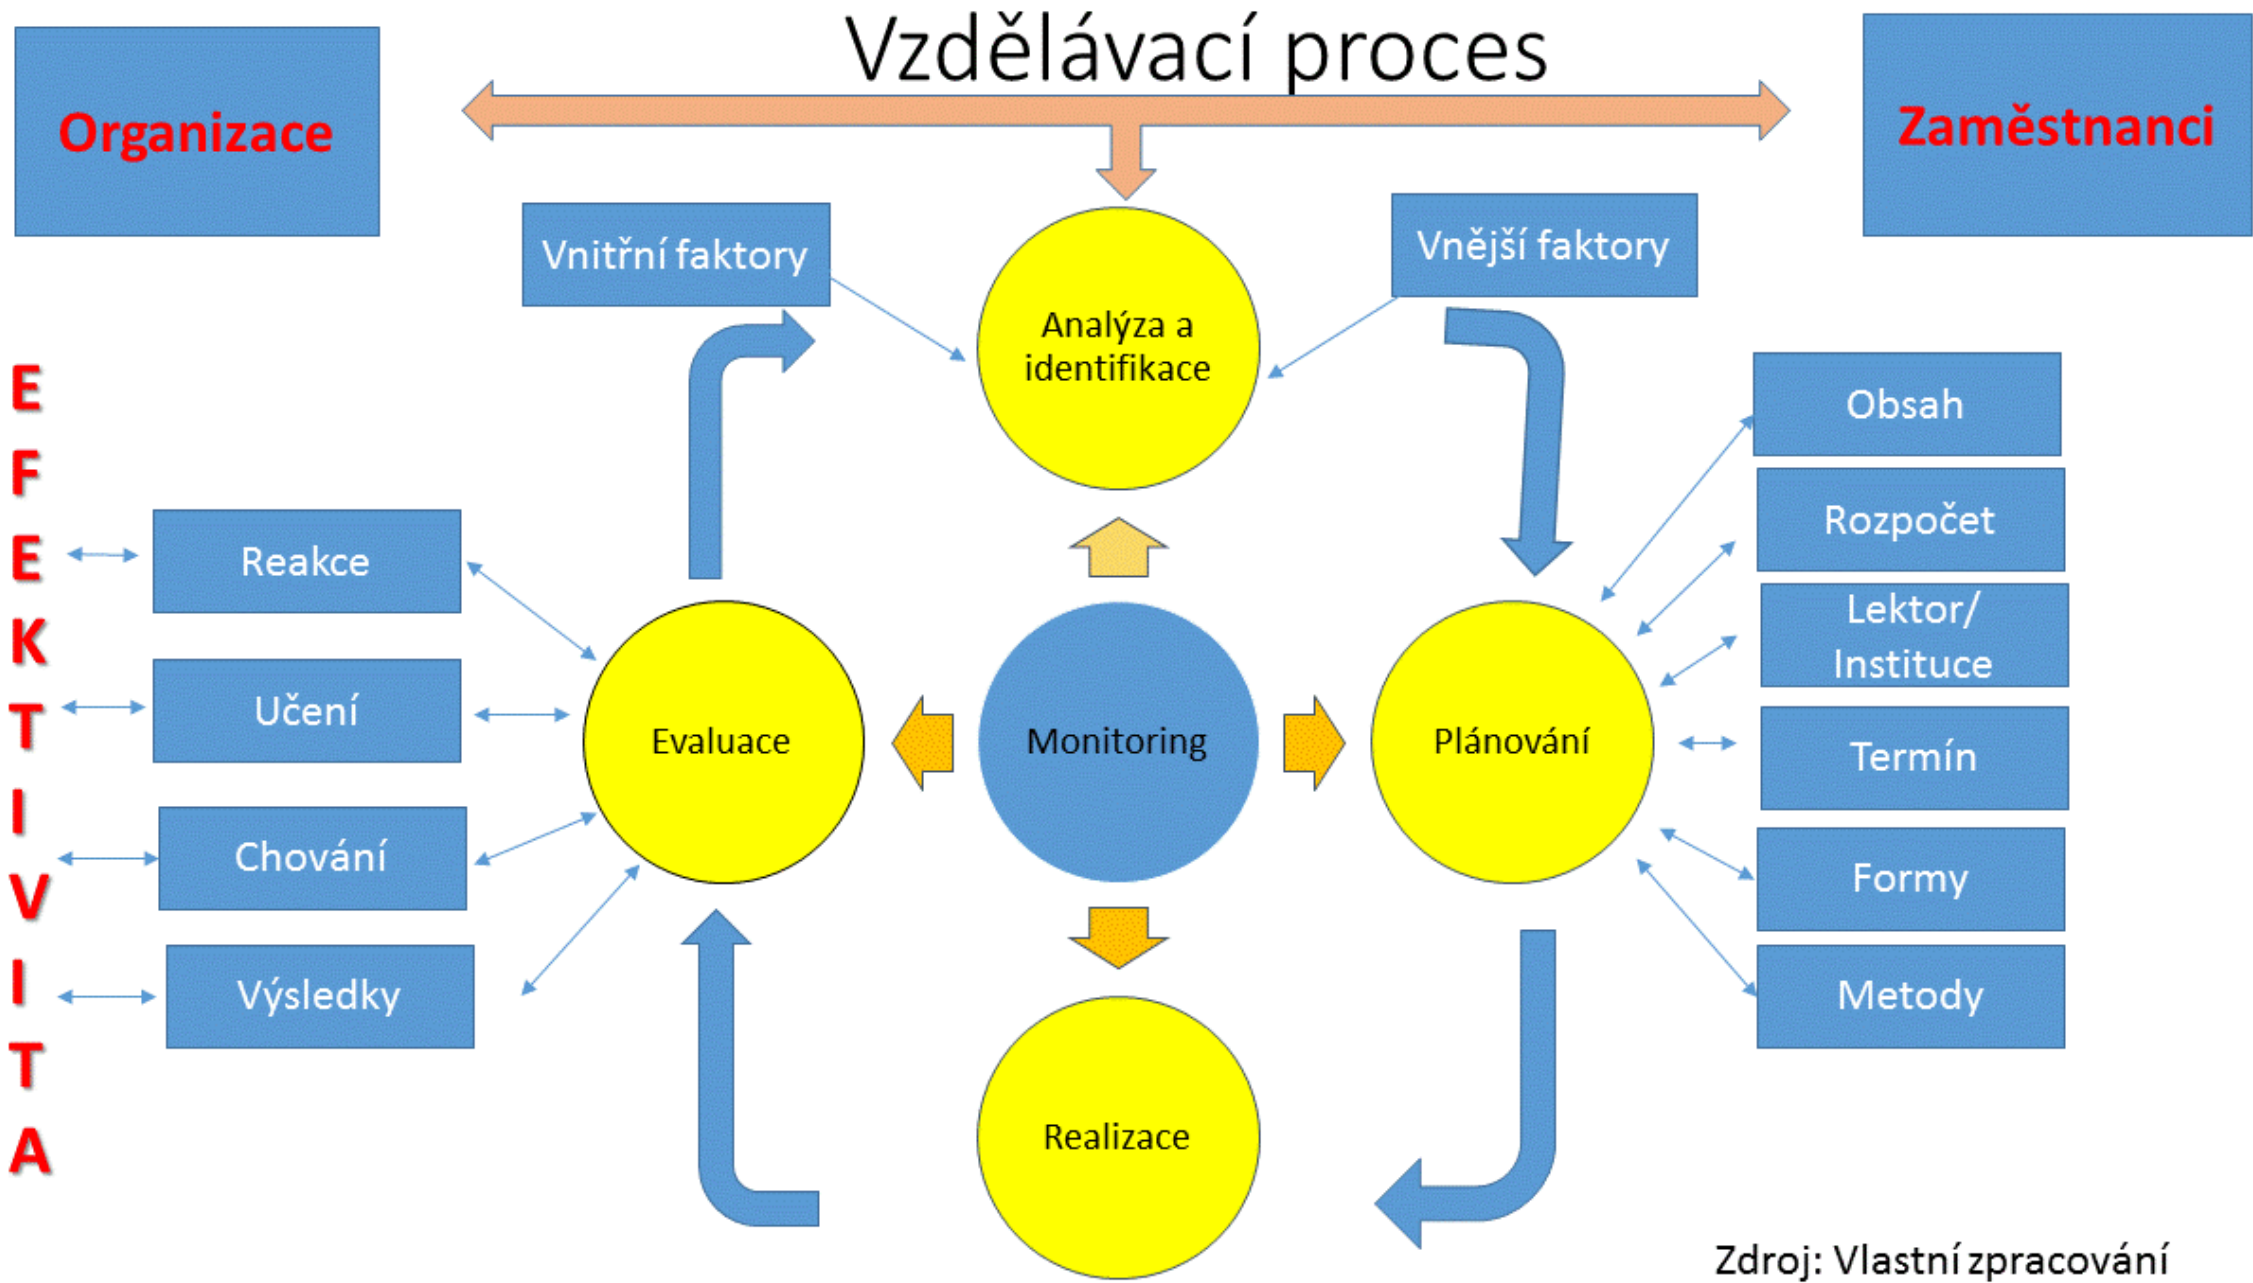 Vzdělávací proces
Organizace
Zaměstnanci
Vnitřní faktory
Vnější faktory
Analýza a
identifikace
EFEKTIVITA
Reakce
Učení
Chování
Výsledky
Evaluace
Monitoring
Plánování
Obsah
Rozpočet
Lektor/
Instituce
Termín
Formy
Metody
Realizace
Zdroj: Vlastní zpracování